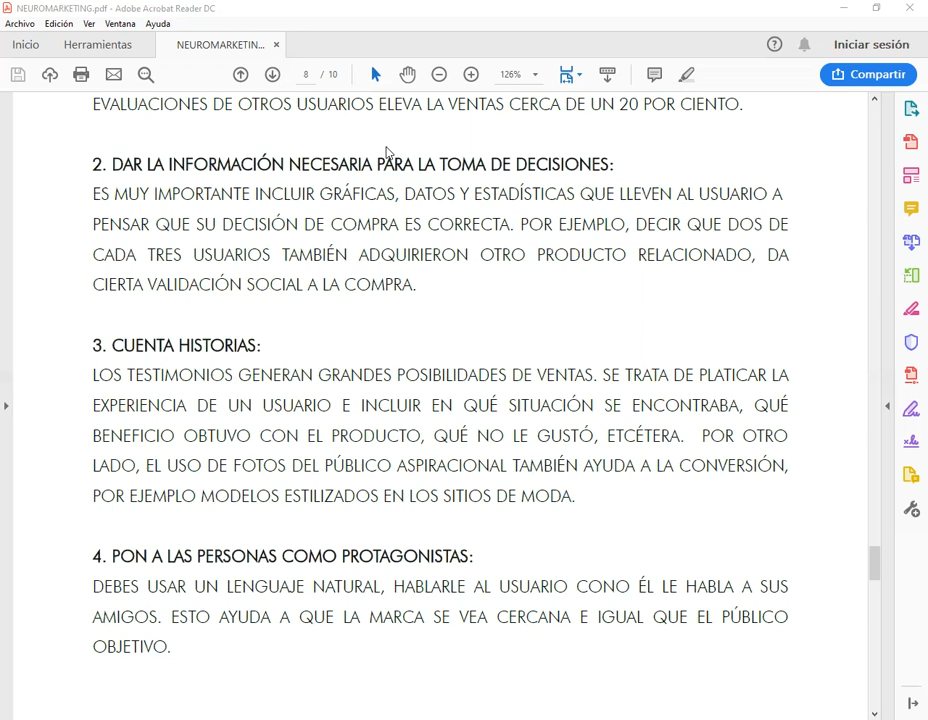 NEUROMARKETING.pdf - Adobe Acrobat Reader DC
Archivo Edición Ver Ventana Ayuda
Inicio Herramientas NEUROMARKETIN... × Iniciar sesión
8 / 10 126% Compartir
EVALUACIONES DE OTROS USUARIOS ELEVA LA VENTAS CERCA DE UN 20 POR CIENTO.
2. DAR LA INFORMACIÓN NECESARIA PARA LA TOMA DE DECISIONES:
ES MUY IMPORTANTE INCLUIR GRÁFICAS, DATOS Y ESTADÍSTICAS QUE LLEVEN AL USUARIO A
PENSAR QUE SU DECISIÓN DE COMPRA ES CORRECTA. POR EJEMPLO, DECIR QUE DOS DE
CADA TRES USUARIOS TAMBIÉN ADQUIRIERON OTRO PRODUCTO RELACIONADO, DA
CIERTA VALIDACIÓN SOCIAL A LA COMPRA.
3. CUENTA HISTORIAS:
LOS TESTIMONIOS GENERAN GRANDES POSIBILIDADES DE VENTAS. SE TRATA DE PLATICAR LA
EXPERIENCIA DE UN USUARIO E INCLUIR EN QUÉ SITUACIÓN SE ENCONTRABA, QUÉ
BENEFICIO OBTUVO CON EL PRODUCTO, QUÉ NO LE GUSTÓ, ETCÉTERA. POR OTRO
LADO, EL USO DE FOTOS DEL PÚBLICO ASPIRACIONAL TAMBIÉN AYUDA A LA CONVERSIÓN,
POR EJEMPLO MODELOS ESTILIZADOS EN LOS SITIOS DE MODA.
4. PON A LAS PERSONAS COMO PROTAGONISTAS:
DEBES USAR UN LENGUAJE NATURAL, HABLARLE AL USUARIO CONO ÉL LE HABLA A SUS
AMIGOS. ESTO AYUDA A QUE LA MARCA SE VEA CERCANA E IGUAL QUE EL PÚBLICO
OBJETIVO.